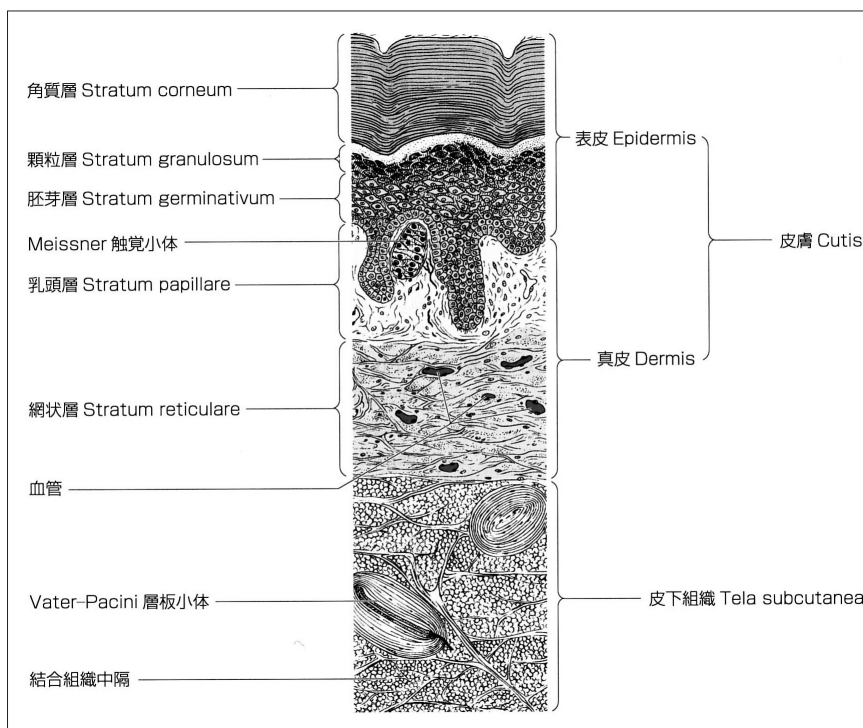 角質層 Stratum corneum
顆粒層 Stratum granulosum
胚芽層 Stratum germinativum
Meissner 触覚小体
乳頭層 Stratum papillare
網状層 Stratum reticulare
血管
Vater–Pacini 層板小体
結合組織中隔
表皮 Epidermis
皮膚 Cutis
真皮 Dermis
皮下組織 Tela subcutanea